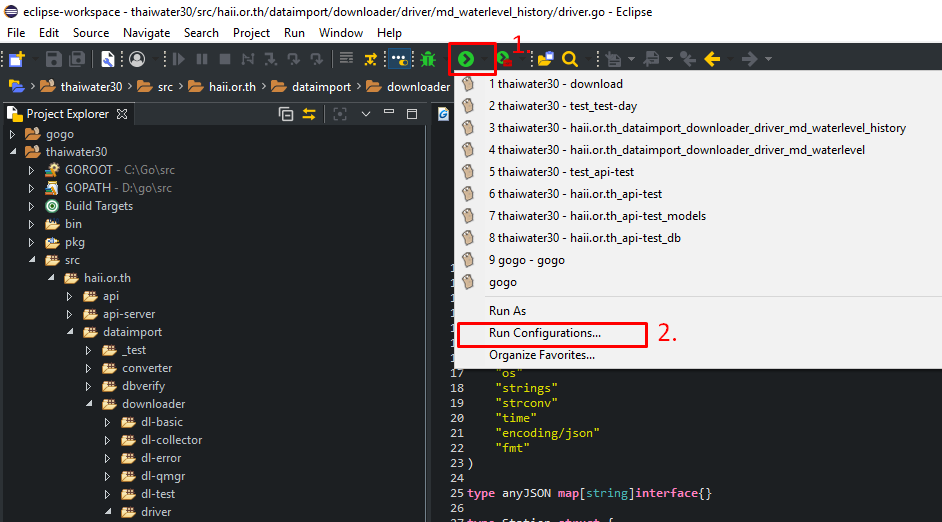 eclipse-workspace - thaiwater30/src/haii.or.th/dataimport/downloader/driver/md_waterlevel_history/driver.go - Eclipse
File Edit Source Navigate Search Project Run Window Help
1.
thaiwater30 src haii.or.th dataimport downloader
Project Explorer
gogo
thaiwater30
GOROOT - C:\Go\src
GOPATH - D:\go\src
Build Targets
bin
pkg
src
haii.or.th
api
api-server
dataimport
_test
converter
dbverify
downloader
dl-basic
dl-collector
dl-error
dl-qmgr
dl-test
driver
1 thaiwater30 - download
2 thaiwater30 - test_test-day
3 thaiwater30 - haii.or.th_dataimport_downloader_driver_md_waterlevel_history
4 thaiwater30 - haii.or.th_dataimport_downloader_driver_md_waterlevel
5 thaiwater30 - test_api-test
6 thaiwater30 - haii.or.th_api-test
7 thaiwater30 - haii.or.th_api-test_models
8 thaiwater30 - haii.or.th_api-test_db
9 gogo - gogo
gogo
Run As
Run Configurations...
2.
Organize Favorites...
17 "os"
18 "strings"
19 "strconv"
20 "time"
21 "encoding/json"
22 "fmt"
23 )
24
25 type anyJSON map[string]interface{}
26
27 type Station struct {